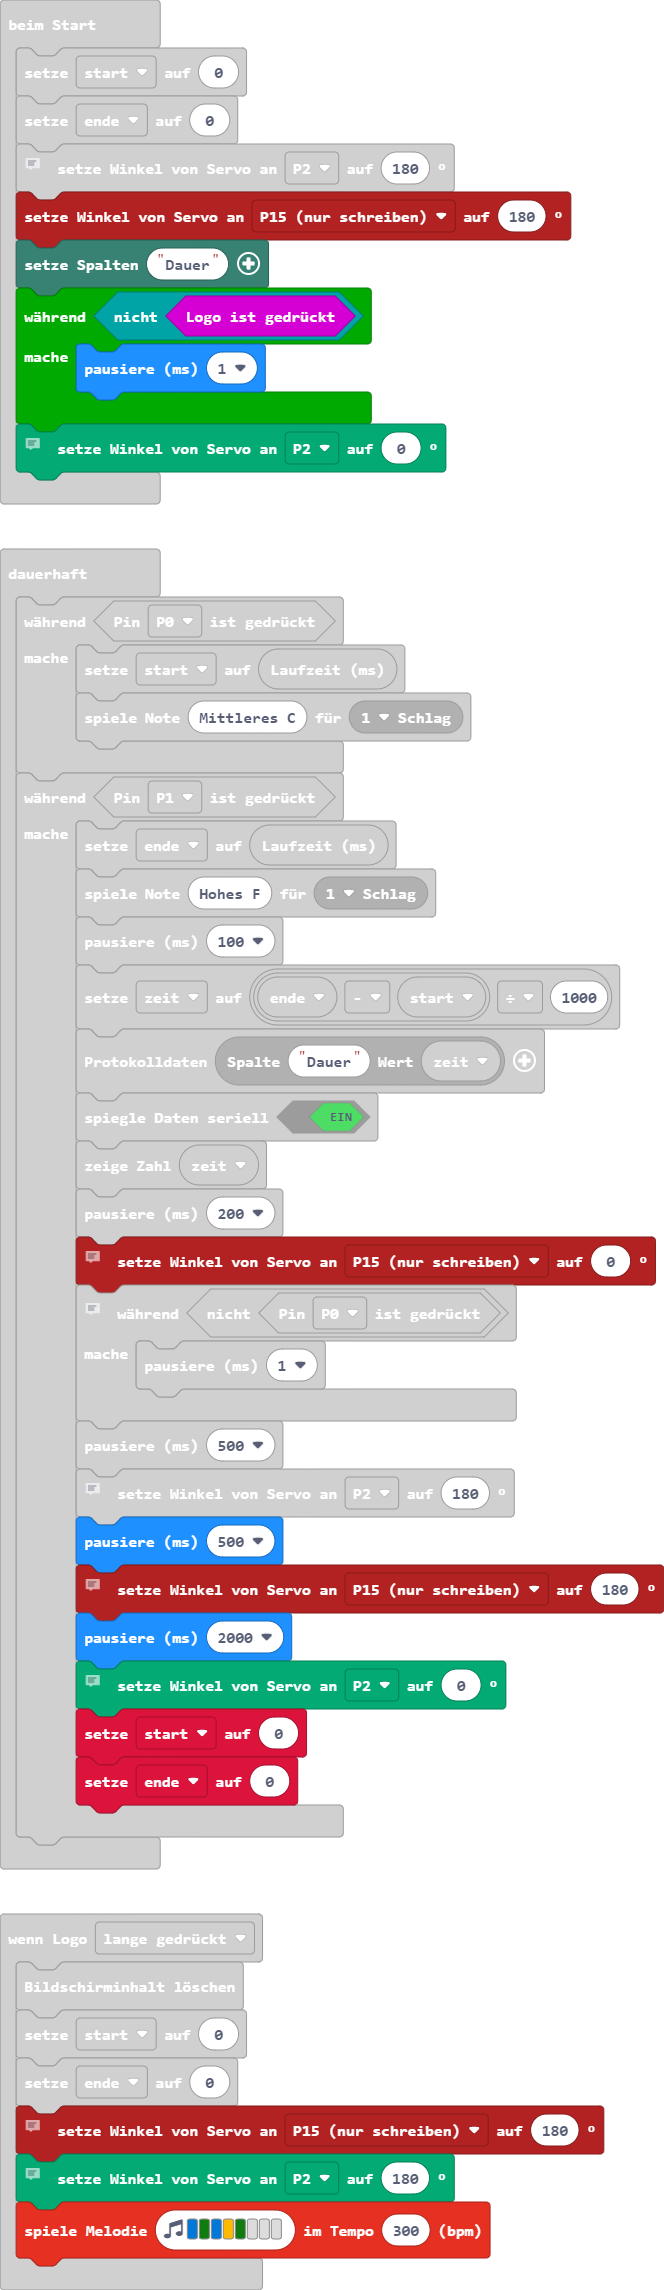 beim Start
setze start auf 0
setze ende auf 0
setze Winkel von Servo an P2 auf 180 °
setze Winkel von Servo an P15 (nur schreiben) auf 180 °
setze Spalten "Dauer"
während nicht Logo ist gedrückt
mache pausiere (ms) 1
setze Winkel von Servo an P2 auf 0 °
dauerhaft
während Pin P0 ist gedrückt
mache setze start auf Laufzeit (ms)
spiele Note Mittleres C für 1 Schlag
während Pin P1 ist gedrückt
mache setze ende auf Laufzeit (ms)
spiele Note Hohes F für 1 Schlag
pausiere (ms) 100
setze zeit auf ende - start ÷ 1000
Protokolldaten Spalte "Dauer" Wert zeit
spiegle Daten seriell EIN
zeige Zahl zeit
pausiere (ms) 200
setze Winkel von Servo an P15 (nur schreiben) auf 0 °
während nicht Pin P0 ist gedrückt
mache pausiere (ms) 1
pausiere (ms) 500
setze Winkel von Servo an P2 auf 180 °
pausiere (ms) 500
setze Winkel von Servo an P15 (nur schreiben) auf 180 °
pausiere (ms) 2000
setze Winkel von Servo an P2 auf 0 °
setze start auf 0
setze ende auf 0
wenn Logo lange gedrückt
Bildschirminhalt löschen
setze start auf 0
setze ende auf 0
setze Winkel von Servo an P15 (nur schreiben) auf 180 °
setze Winkel von Servo an P2 auf 180 °
spiele Melodie im Tempo 300 (bpm)